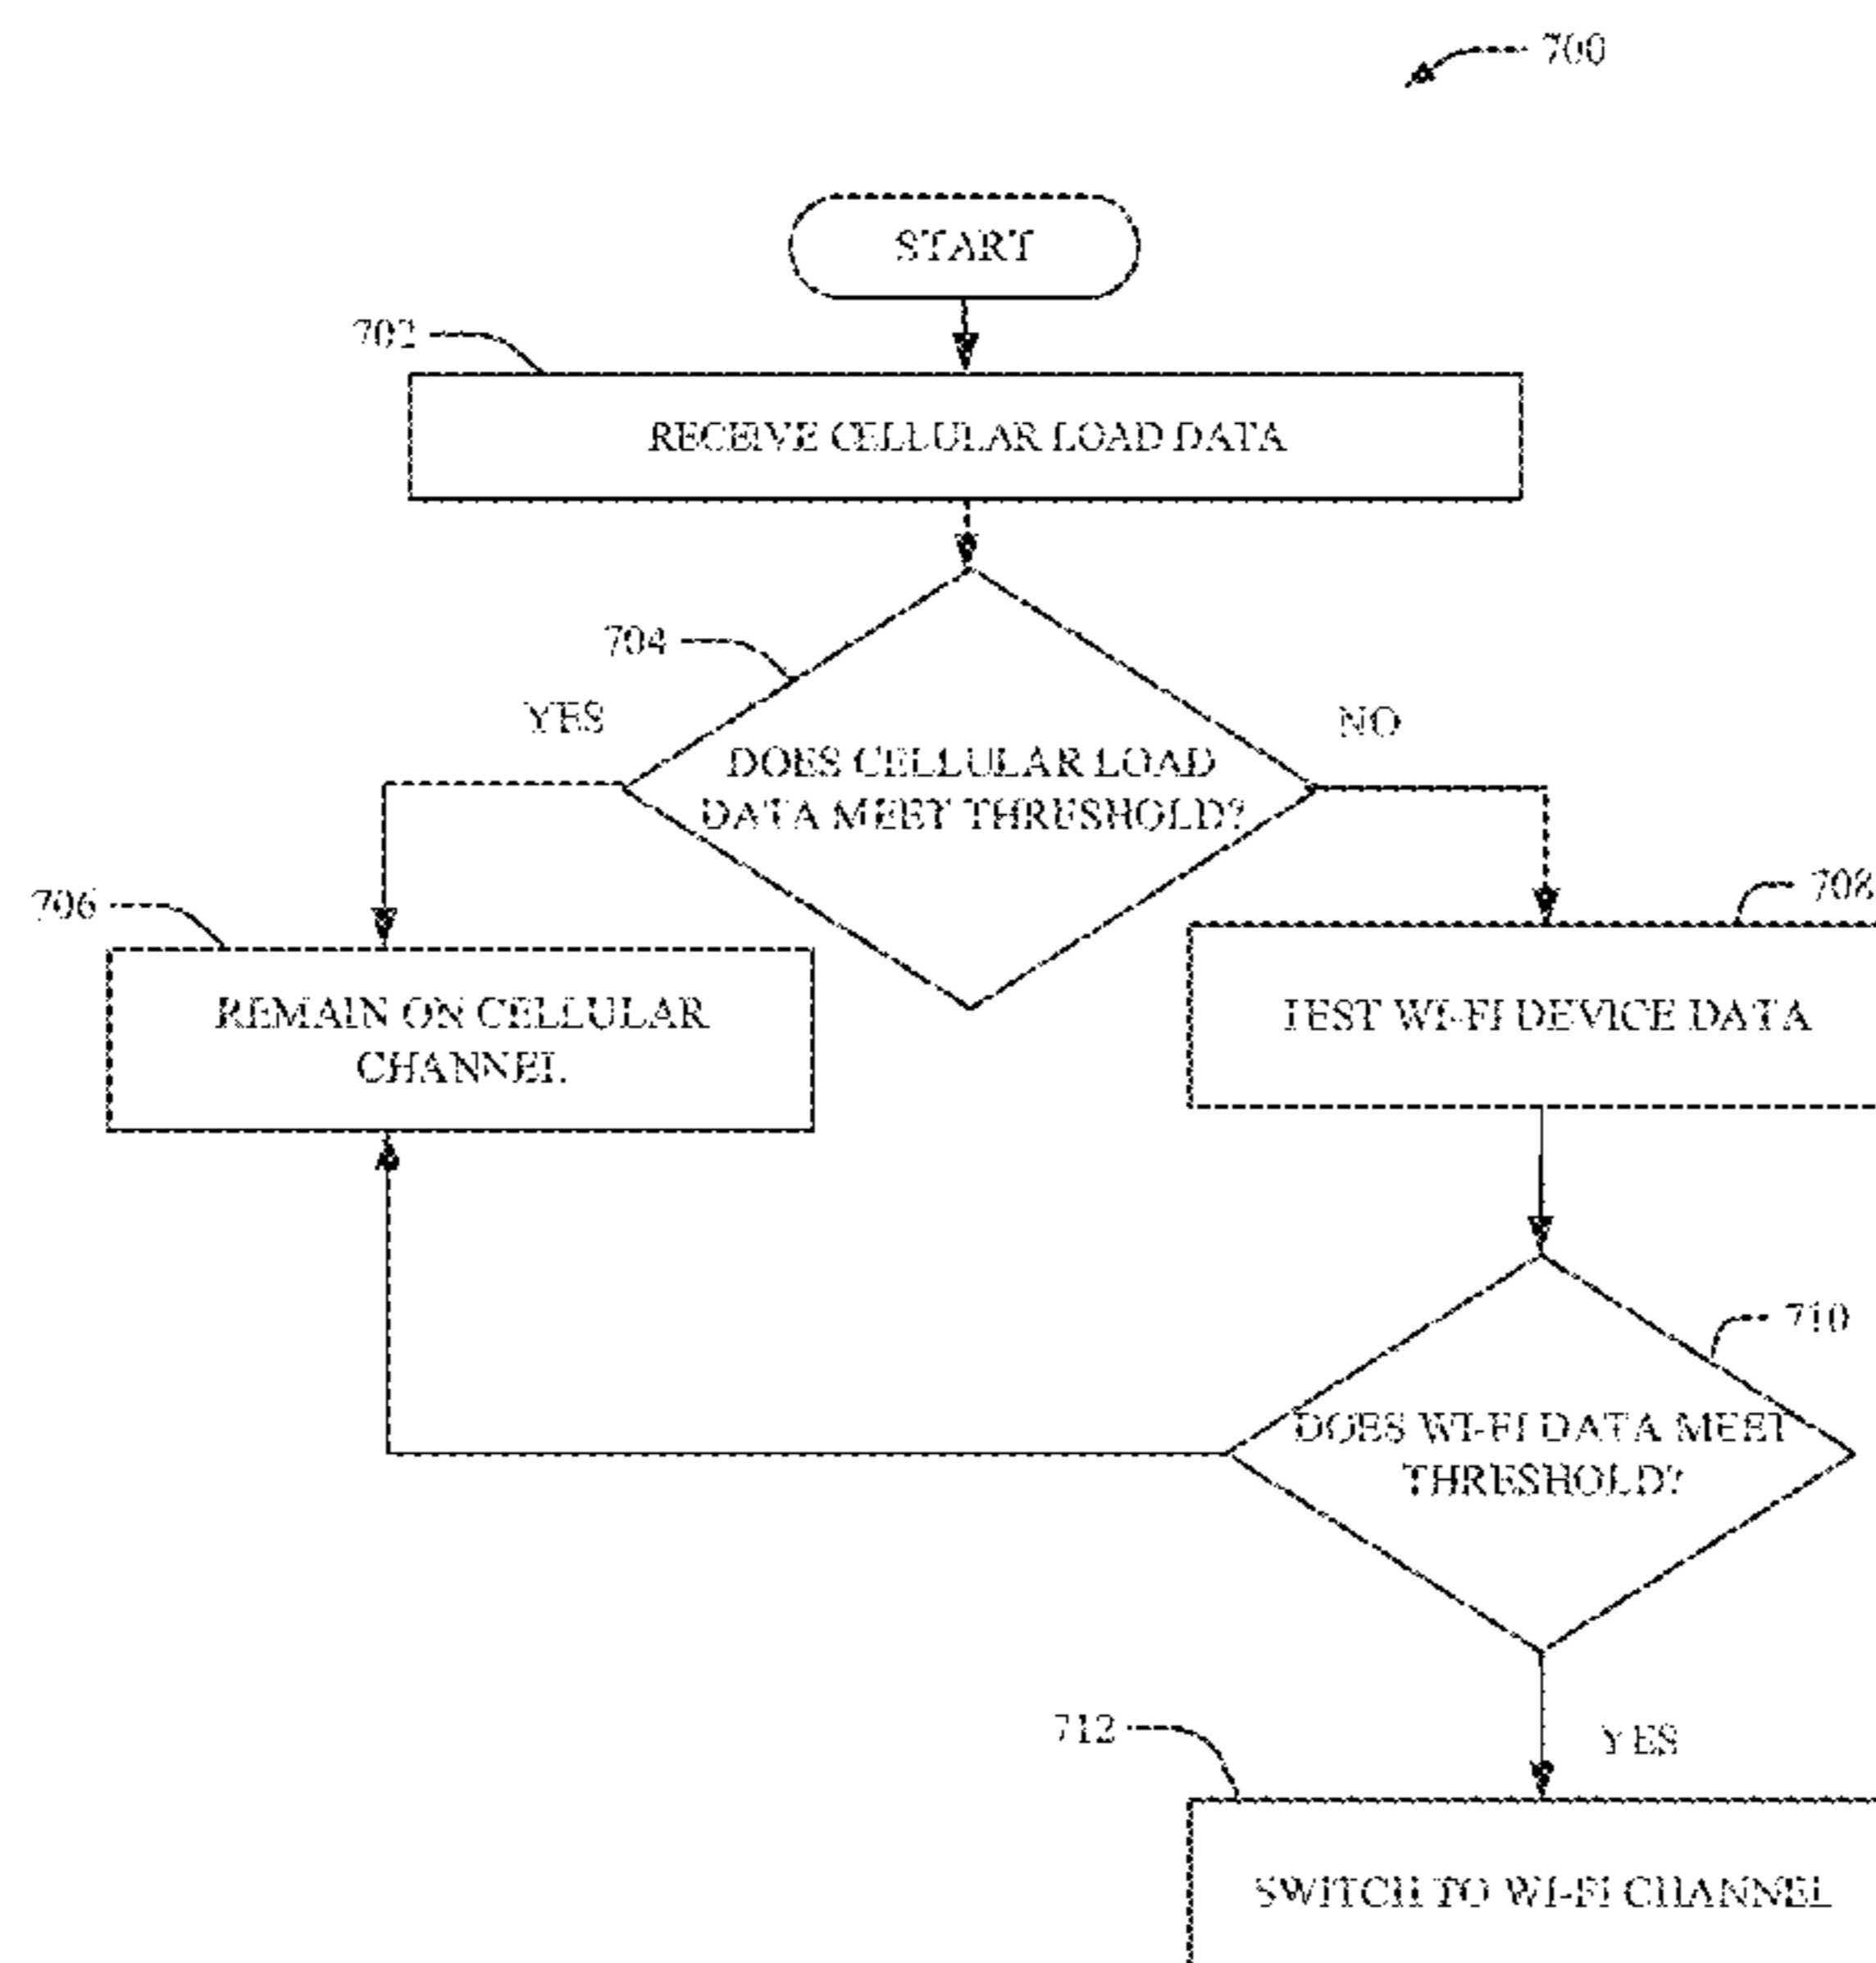 700
START
702
RECEIVE CELLULAR LOAD DATA
704
YES
NO
DOES CELLULAR LOAD
DATA MEET THRESHOLD?
706
708
REMAIN ON CELLULAR
CHANNEL
TEST WI-FI DEVICE DATA
710
DOES WI-FI DATA MEET
THRESHOLD?
712
YES
SWITCH TO WI-FI CHANNEL